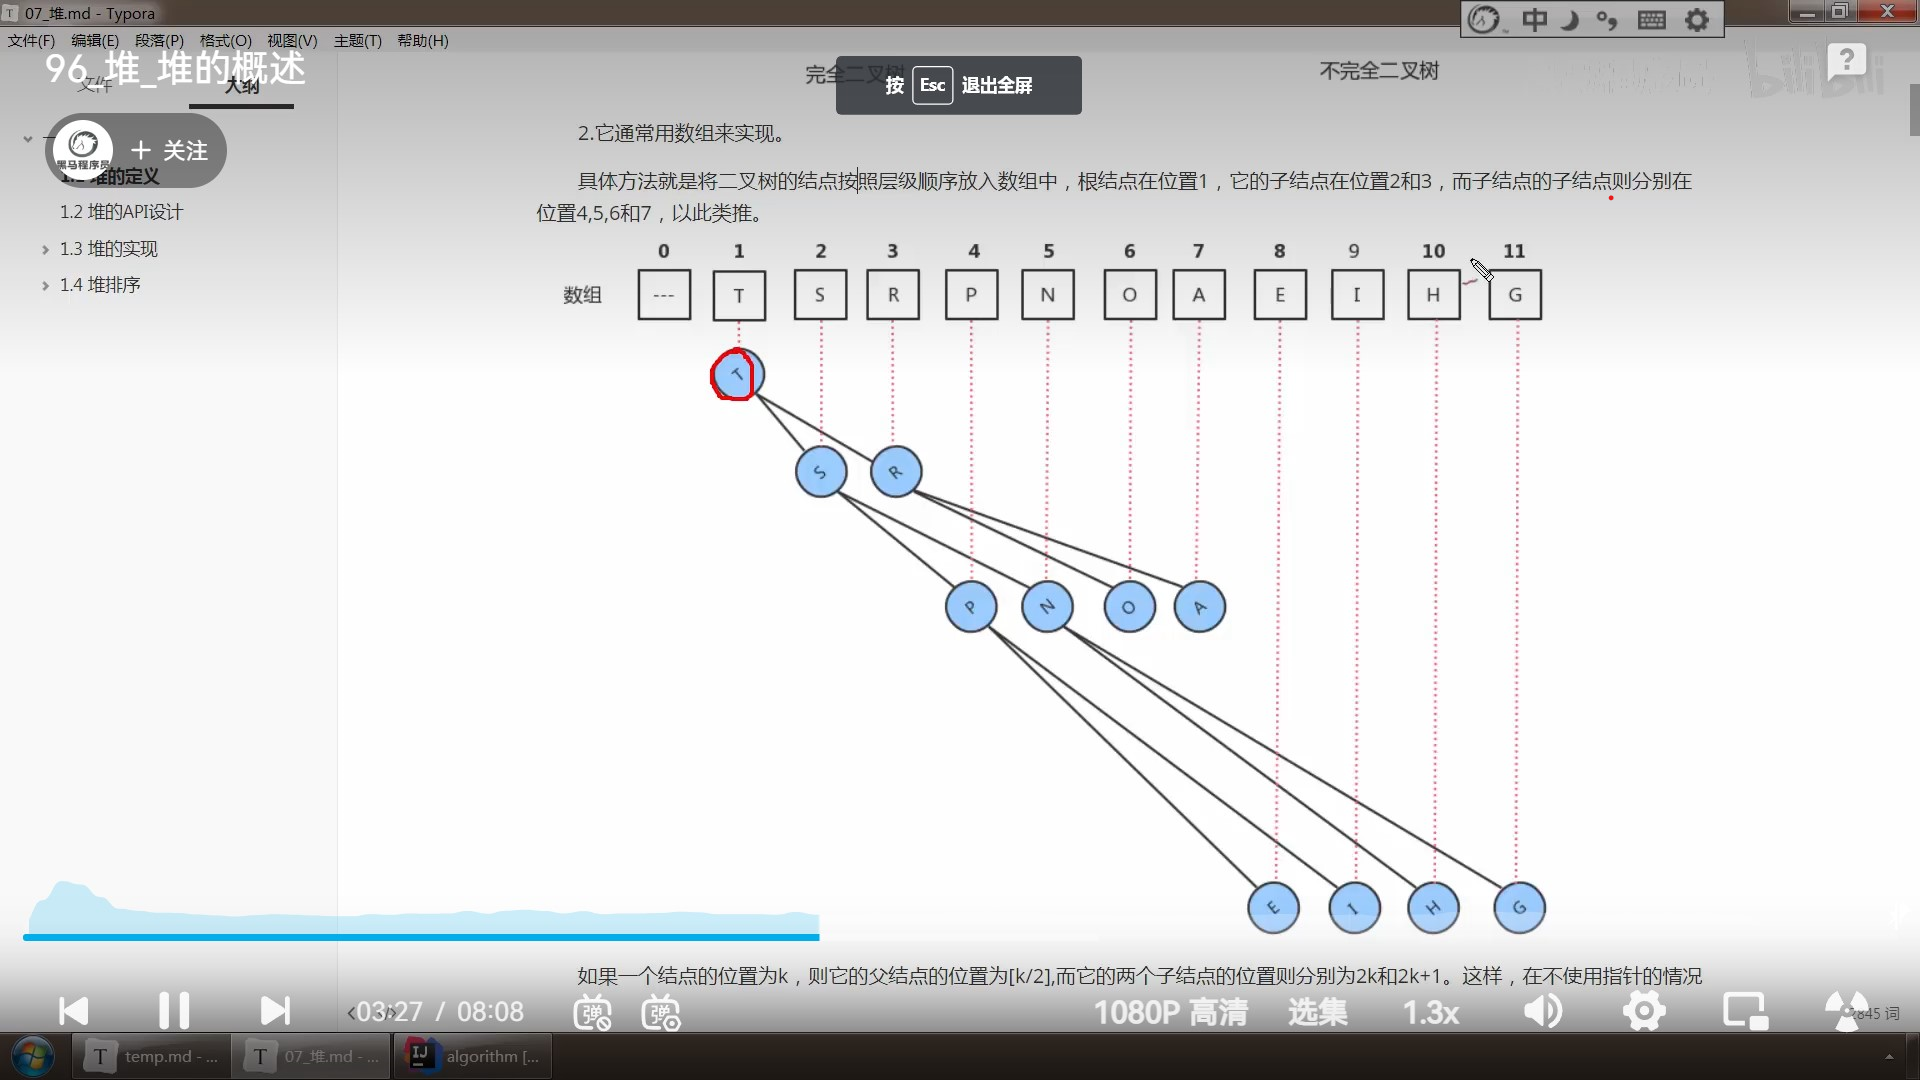 07_堆.md - Typora
文件(F) 编辑(E) 段落(P) 格式(O) 视图(V) 主题(T) 帮助(H)
96_堆_堆的概述
文件 大纲
黑马程序员
+ 关注
1.1 堆的定义
1.2 堆的API设计
1.3 堆的实现
1.4 堆排序
中
?
bilibili
完全二叉树
不完全二叉树
按 Esc 退出全屏
2.它通常用数组来实现。
具体方法就是将二叉树的结点按照层级顺序放入数组中，根结点在位置1，它的子结点在位置2和3，而子结点的子结点则分别在
位置4,5,6和7，以此类推。
0 1 2 3 4 5 6 7 8 9 10 11
数组 --- T S R P N O A E I H G
T
S R
P N O A
E I H G
如果一个结点的位置为k，则它的父结点的位置为[k/2],而它的两个子结点的位置则分别为2k和2k+1。这样，在不使用指针的情况
03:27 / 08:08
弹 弹
1080P 高清 选集 1.3x
2845 词
T temp.md - ...
T 07_堆.md - ...
IJ algorithm [...